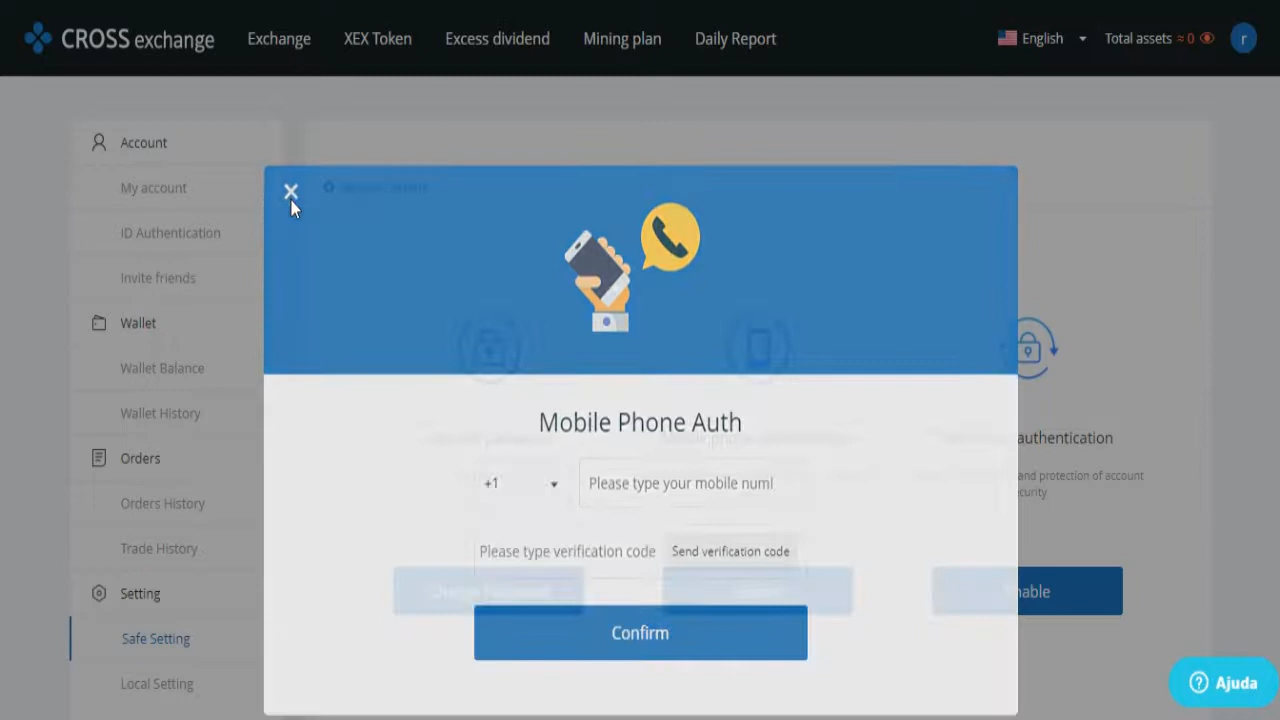 CROSS exchange
Exchange
XEX Token
Excess dividend
Mining plan
Daily Report
English
Total assets ≈ 0
r
Account
My account
ID Authentication
Invite friends
Wallet
Wallet Balance
Wallet History
Orders
Orders History
Trade History
Setting
Safe Setting
Local Setting
Mobile Phone Auth
+1
Please type your mobile numl
Please type verification code
Send verification code
Confirm
authentication
and protection of account
curity
nable
Ajuda